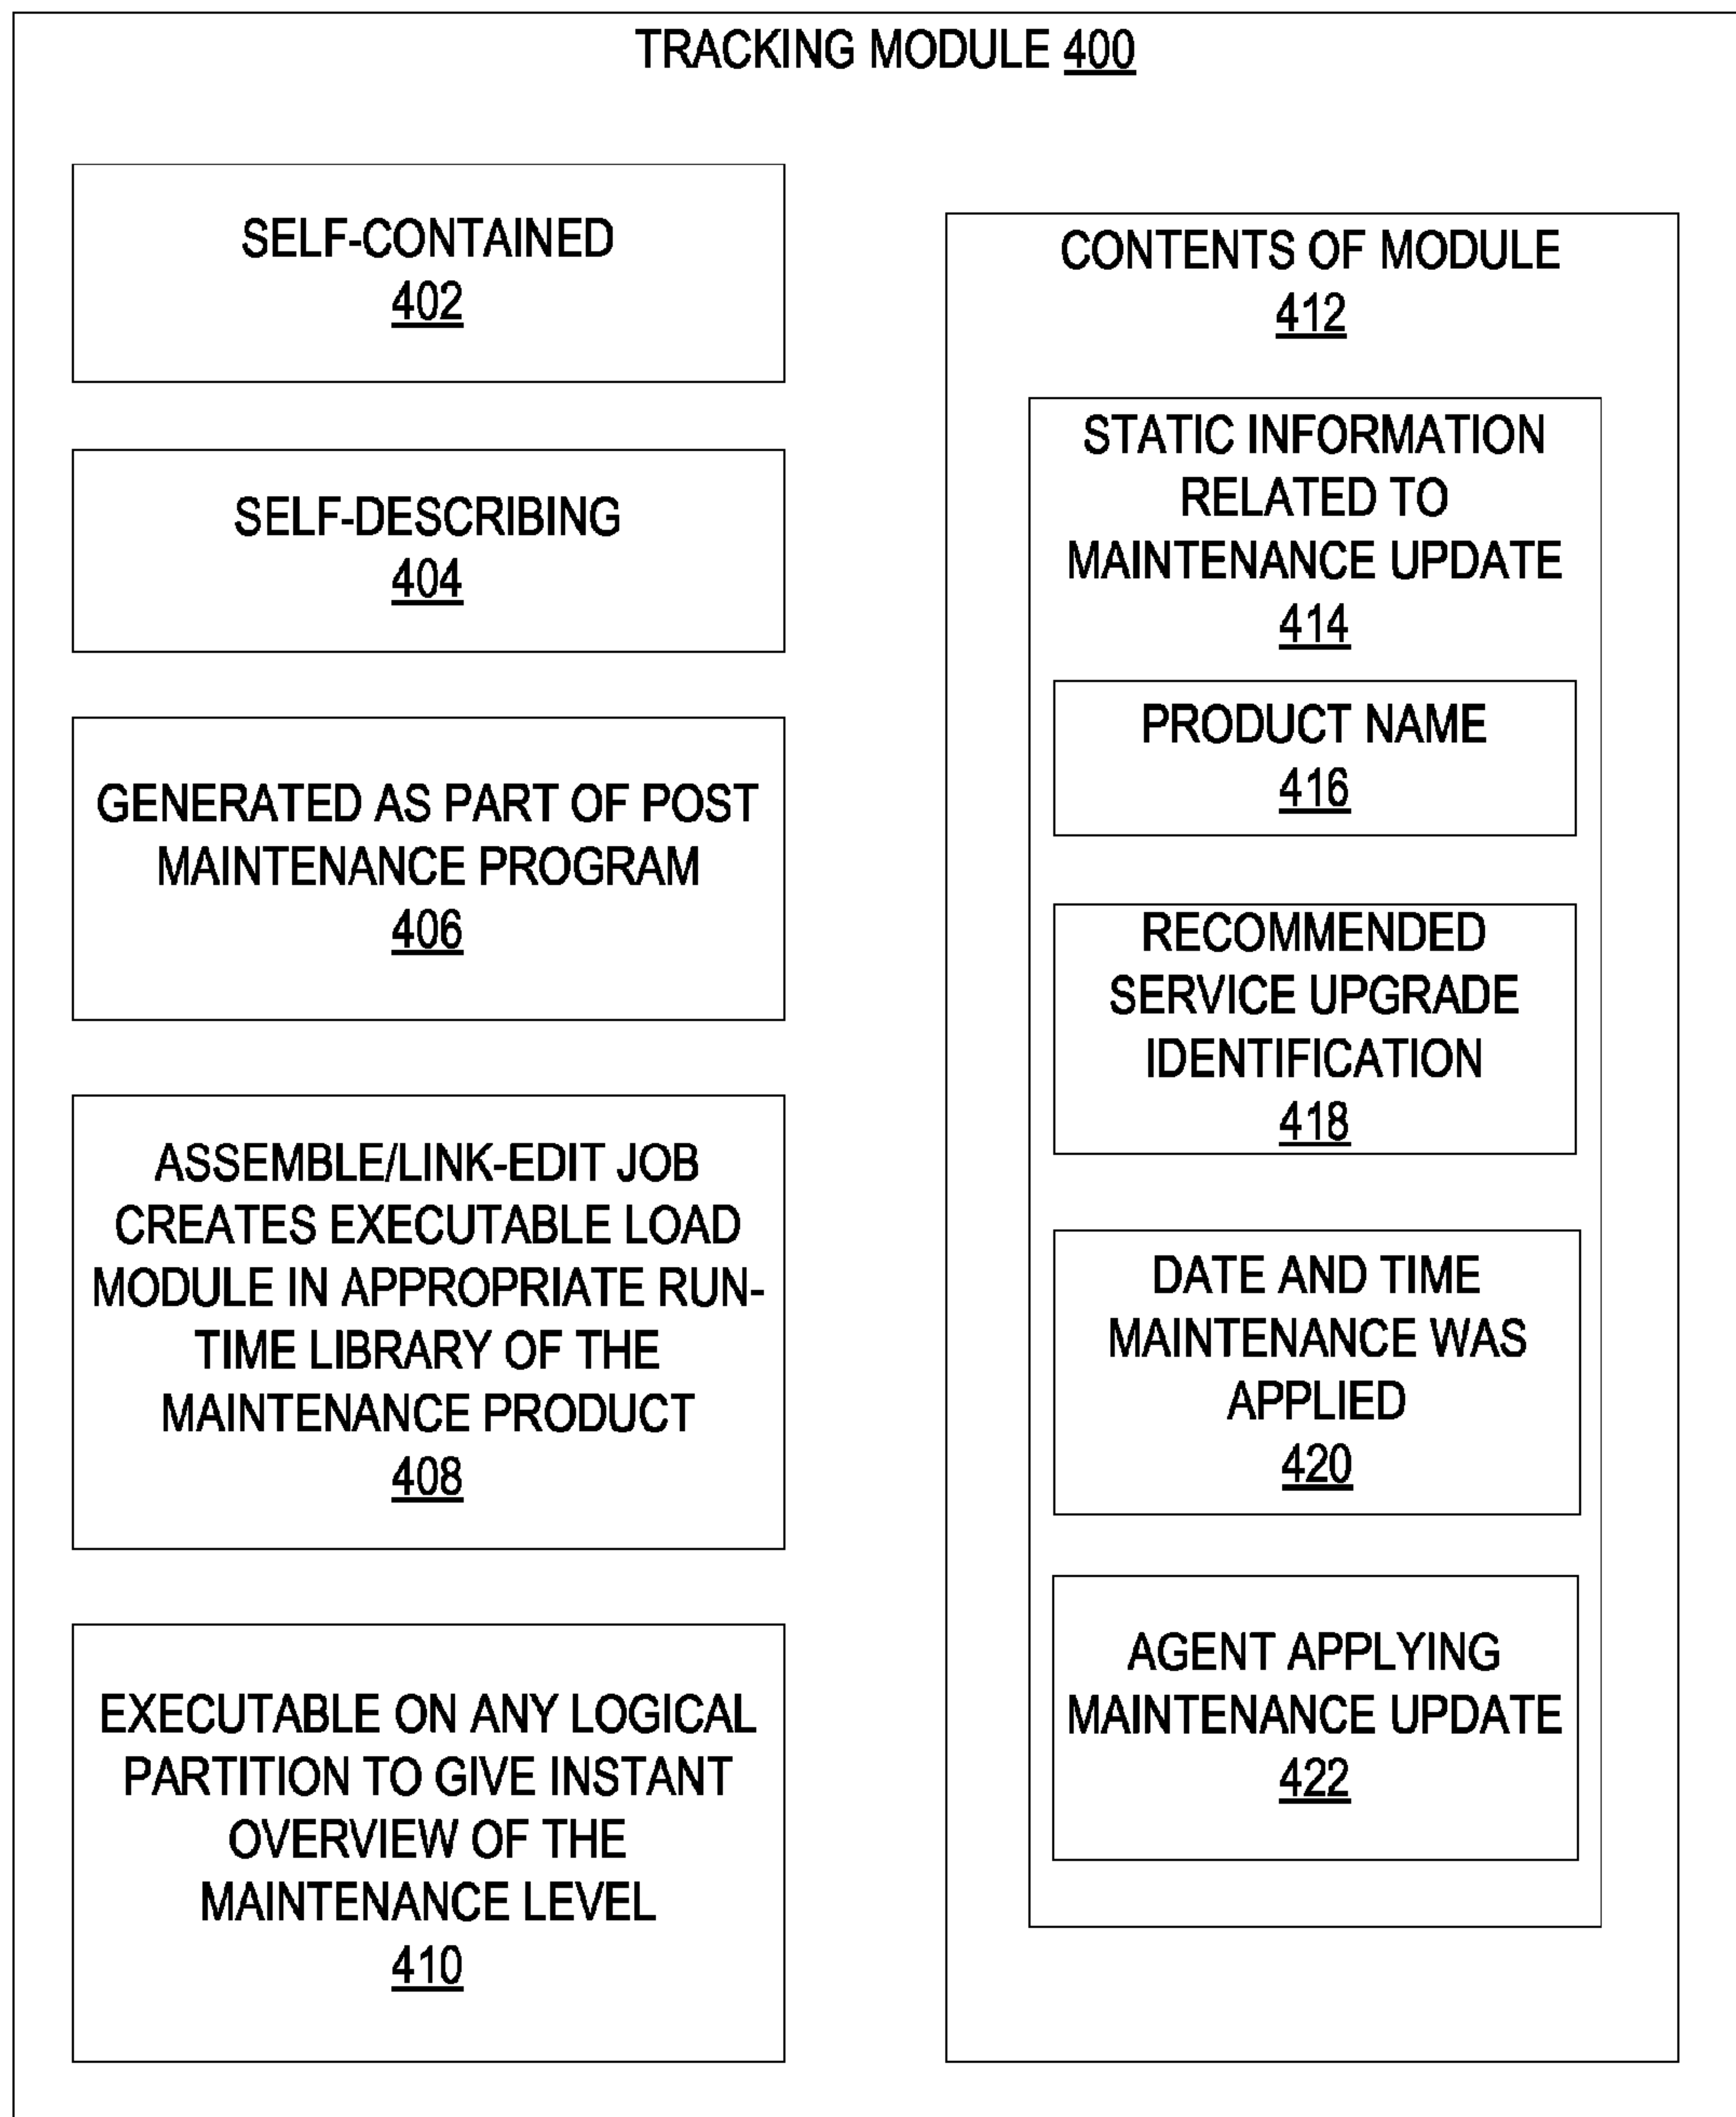 TRACKING MODULE 400
SELF-CONTAINED
402
SELF-DESCRIBING
404
GENERATED AS PART OF POST
MAINTENANCE PROGRAM
406
ASSEMBLE/LINK-EDIT JOB
CREATES EXECUTABLE LOAD
MODULE IN APPROPRIATE RUN-
TIME LIBRARY OF THE
MAINTENANCE PRODUCT
408
EXECUTABLE ON ANY LOGICAL
PARTITION TO GIVE INSTANT
OVERVIEW OF THE
MAINTENANCE LEVEL
410
CONTENTS OF MODULE
412
STATIC INFORMATION
RELATED TO
MAINTENANCE UPDATE
414
PRODUCT NAME
416
RECOMMENDED
SERVICE UPGRADE
IDENTIFICATION
418
DATE AND TIME
MAINTENANCE WAS
APPLIED
420
AGENT APPLYING
MAINTENANCE UPDATE
422